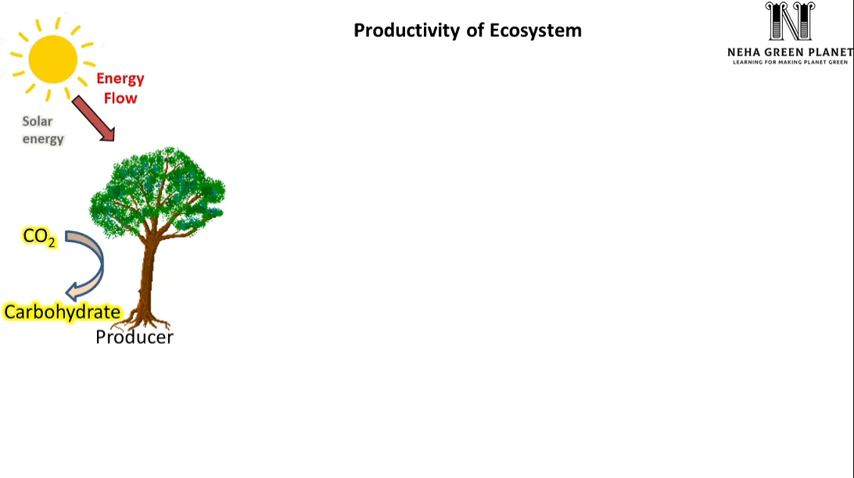 Productivity of Ecosystem
N
NEHA GREEN PLANET
LEARNING FOR MAKING PLANET GREEN
Energy
Flow
Solar
energy
CO₂
Carbohydrate
Producer